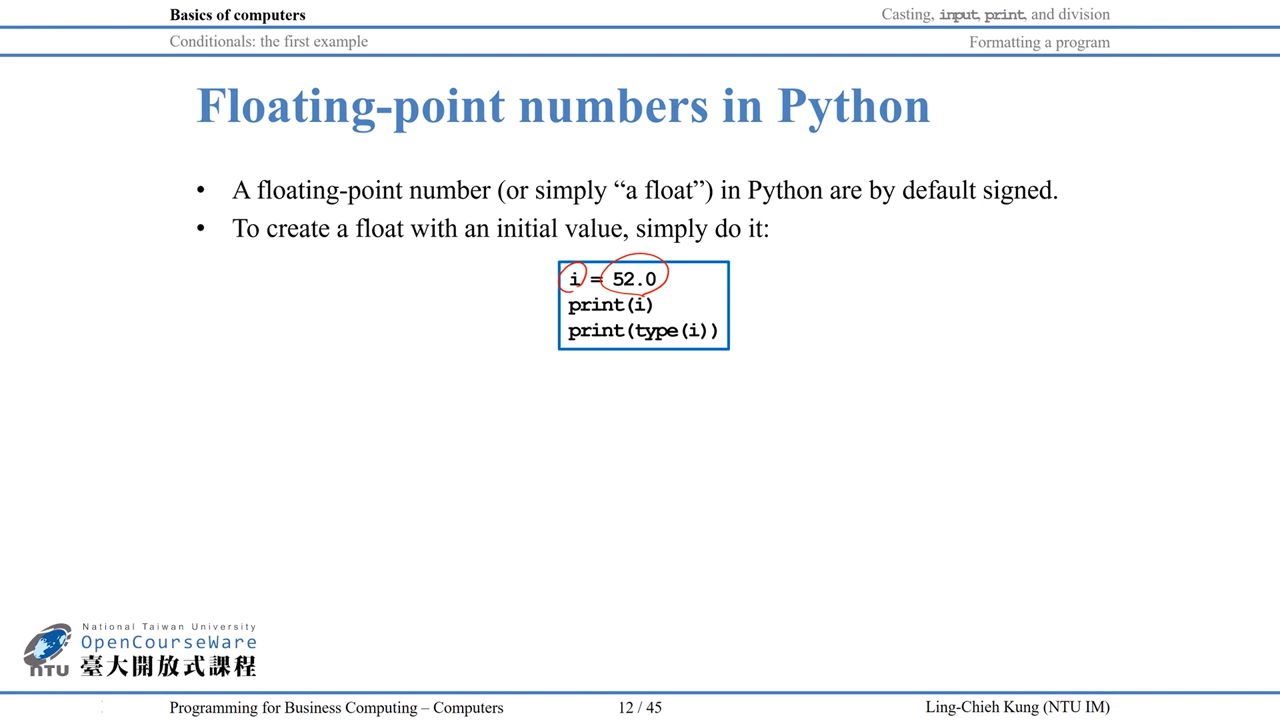 Basics of computers
Casting, input, print, and division
Conditionals: the first example
Formatting a program
Floating-point numbers in Python
• A floating-point number (or simply “a float”) in Python are by default signed.
• To create a float with an initial value, simply do it:
i = 52.0
print(i)
print(type(i))
National Taiwan University
OpenCourseWare
NTU 臺大開放式課程
Programming for Business Computing – Computers
12 / 45
Ling-Chieh Kung (NTU IM)